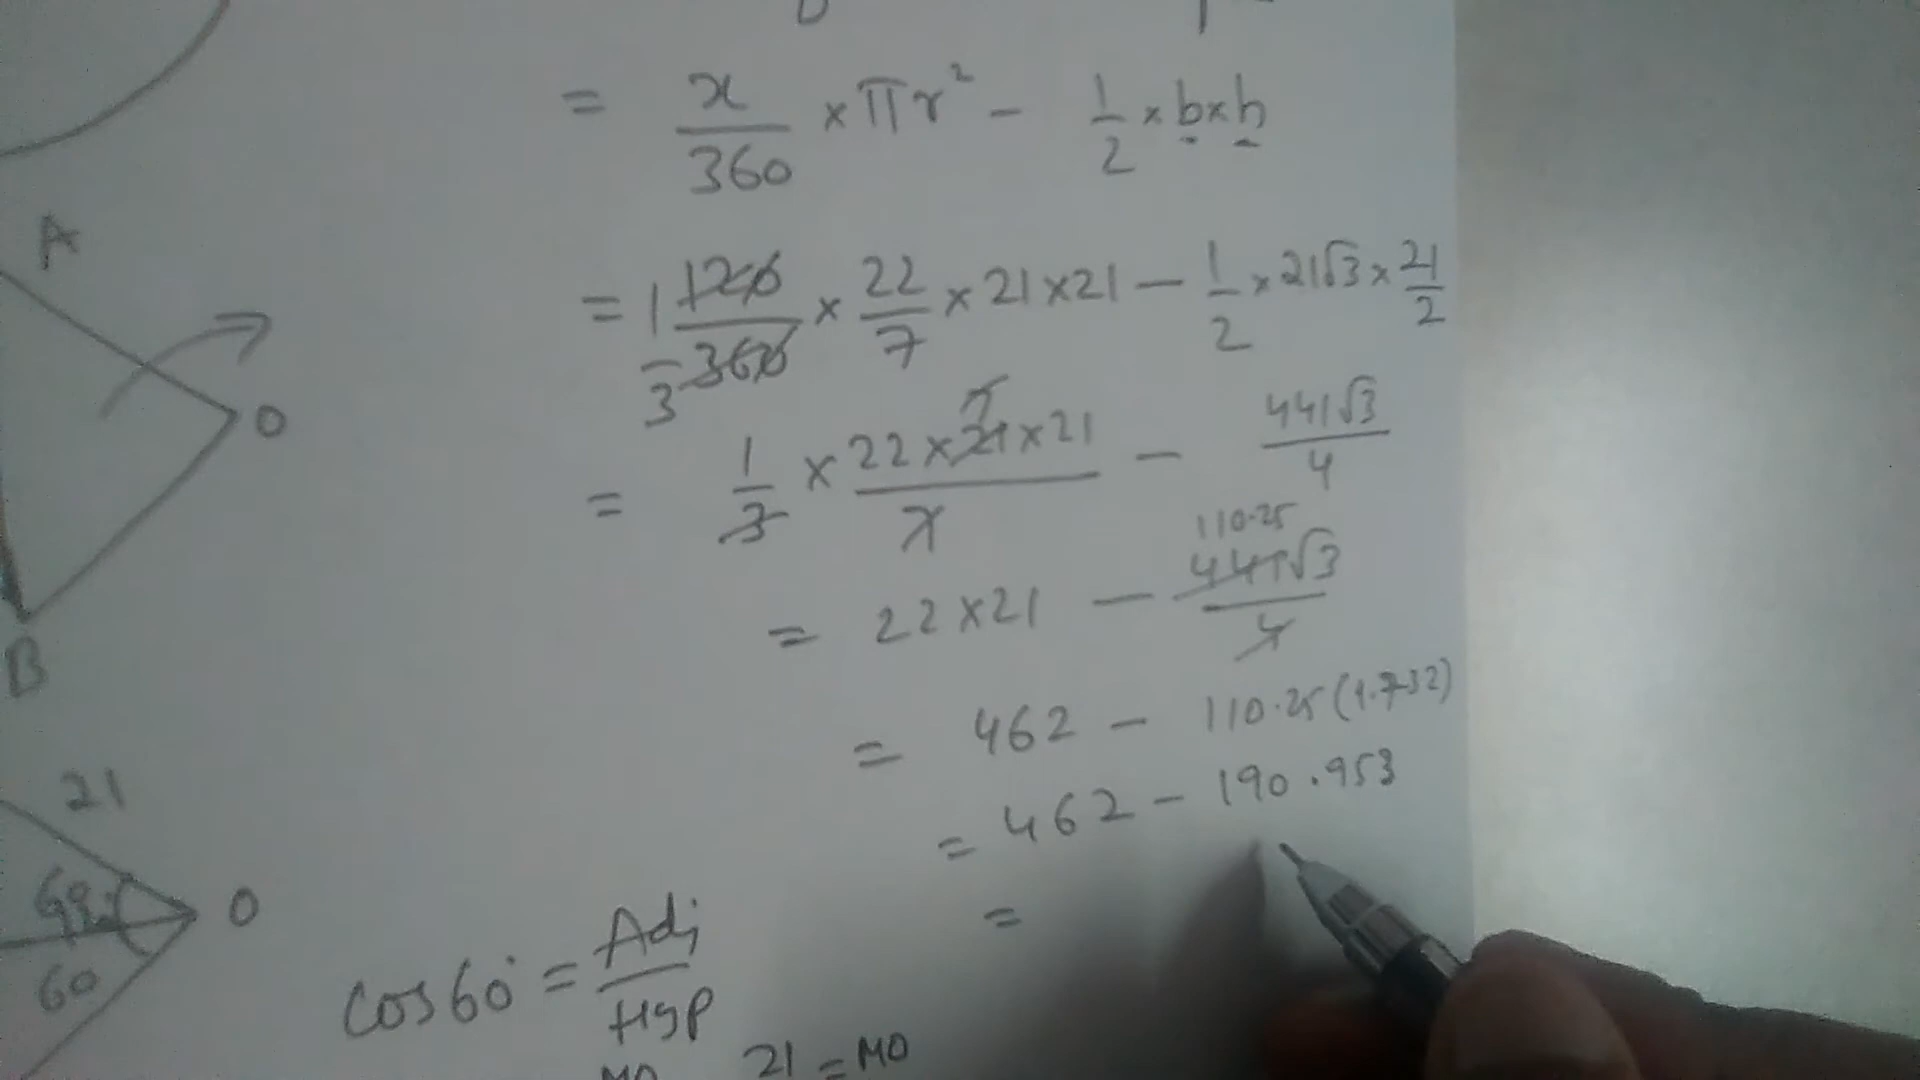 = x/360 × πr² - 1/2 × b × h
A
= 1/3 120/360 × 22/7 × 21 × 21 - 1/2 × 21√3 × 21/2
O
= 1/3 × 22 × 21 × 21/7 - 441√3/4
110.25
= 22 × 21 - 441√3/4
B
= 462 - 110.25 (1.732)
21
= 462 - 190.953
O
=
60
cos 60° = Adj/Hyp
MO 21 = MO